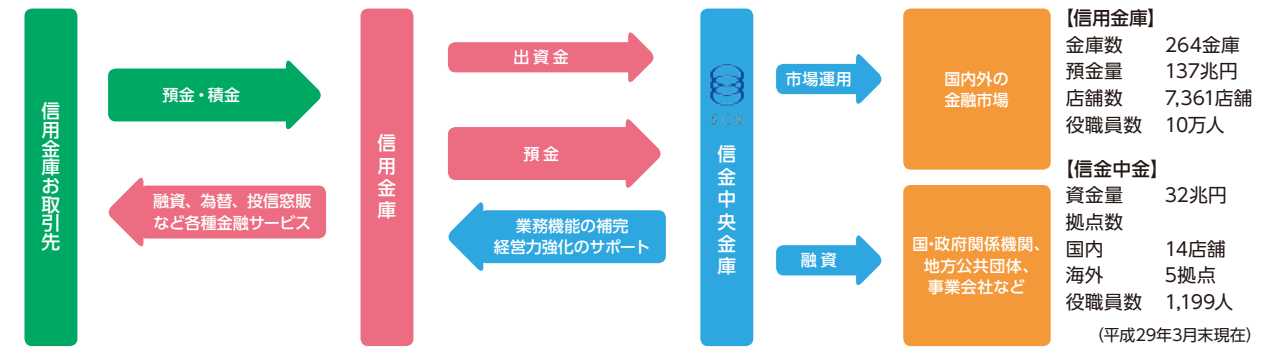 信用金庫お取引先
預金・積金
融資、為替、投信窓販
など各種金融サービス
信用金庫
出資金
預金
業務機能の補完
経営力強化のサポート
SCB
信金中央金庫
市場運用
融資
国内外の
金融市場
国・政府関係機関、
地方公共団体、
事業会社など
【信用金庫】
金庫数 264金庫
預金量 137兆円
店舗数 7,361店舗
役職員数 10万人
【信金中金】
資金量 32兆円
拠点数
国内 14店舗
海外 5拠点
役職員数 1,199人
(平成29年3月末現在)